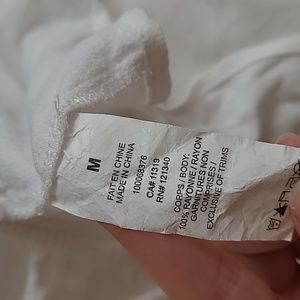 M
FAIT EN CHINE
MADE IN CHINA
100068376
CA# 11319
RN# 121340
CORPS / BODY:
100% RAYONNE / RAYON
GARNITURES NON
COMPRISES /
EXCLUSIVE OF TRIMS